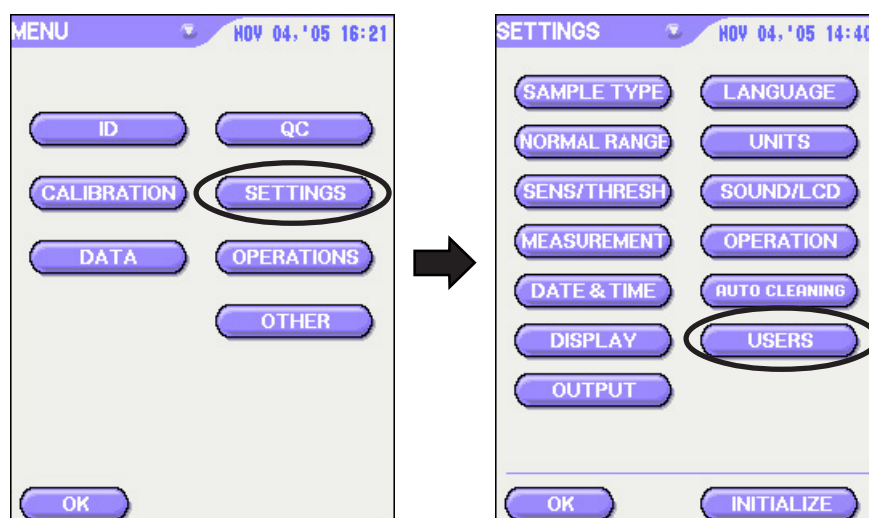 MENU NOV 04,'05 16:21
ID QC
CALIBRATION SETTINGS
DATA OPERATIONS
OTHER
OK
SETTINGS NOV 04,'05 14:40
SAMPLE TYPE LANGUAGE
NORMAL RANGE UNITS
SENS/THRESH SOUND/LCD
MEASUREMENT OPERATION
DATE & TIME AUTO CLEANING
DISPLAY USERS
OUTPUT
OK INITIALIZE